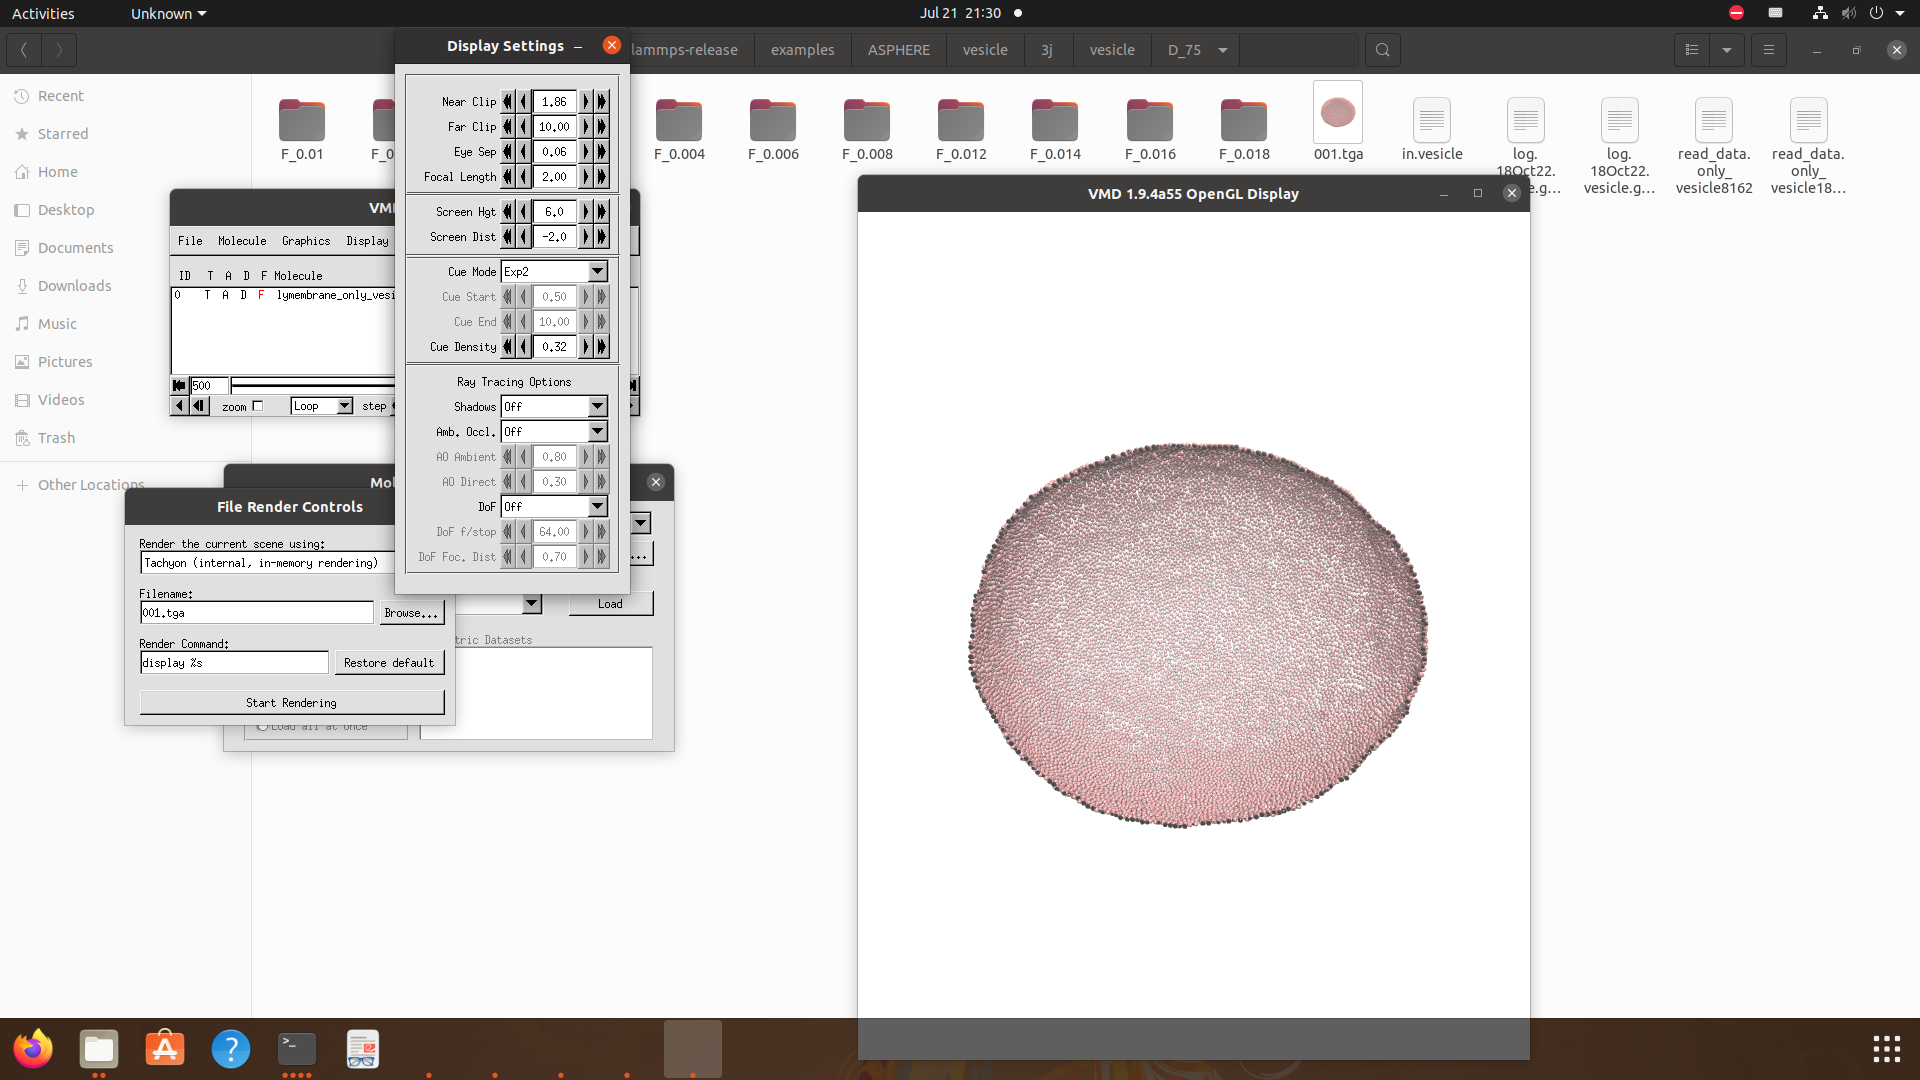 Activities
Unknown
Jul 21 21:30
lammps-release
examples
ASPHERE
vesicle
3j
vesicle
D_75
Recent
Starred
Home
Desktop
Documents
Downloads
Music
Pictures
Videos
Trash
Other Locations
F_0.01
F_0.004
F_0.006
F_0.008
F_0.012
F_0.014
F_0.016
F_0.018
001.tga
in.vesicle
log.
18Oct22.
log.
18Oct22.
vesicle.g...
read_data.
only_
vesicle8162
read_data.
only_
vesicle18...
Display Settings
Near Clip 1.86
Far Clip 10.00
Eye Sep 0.06
Focal Length 2.00
Screen Hgt 6.0
Screen Dist -2.0
Cue Mode Exp2
Cue Start 0.50
Cue End 10.00
Cue Density 0.32
Ray Tracing Options
Shadows Off
Amb. Occl. Off
AO Ambient 0.80
AO Direct 0.30
DoF Off
DoF f/stop 64.00
DoF Foc. Dist 0.70
File Molecule Graphics Display
ID T A D F Molecule
0 T A D F lymembrane_only_vesi
500
zoom Loop step
File Render Controls
Render the current scene using:
Tachyon (internal, in-memory rendering)
Filename:
001.tga
Browse...
Render Command:
display %s
Restore default
Start Rendering
Load
Datasets
Load all at once
VMD 1.9.4a55 OpenGL Display